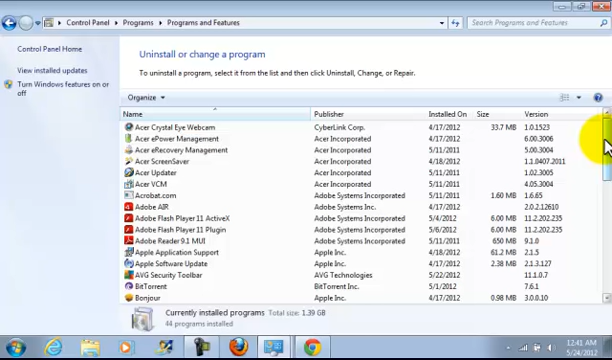 Control Panel ▸ Programs ▸ Programs and Features
Search Programs and Features
Control Panel Home
View installed updates
Turn Windows features on or
off
Uninstall or change a program
To uninstall a program, select it from the list and then click Uninstall, Change, or Repair.
Organize
Name Publisher Installed On Size Version
Acer Crystal Eye Webcam CyberLink Corp. 4/17/2012 33.7 MB 1.0.1523
Acer ePower Management Acer Incorporated 4/17/2012 6.00.3006
Acer eRecovery Management Acer Incorporated 5/11/2011 5.00.3004
Acer ScreenSaver Acer Incorporated 4/18/2012 1.1.0407.2011
Acer Updater Acer Incorporated 5/11/2011 1.02.3005
Acer VCM Acer Incorporated 5/11/2011 4.05.3004
Acrobat.com Adobe Systems Incorporated 5/11/2011 1.60 MB 1.6.65
Adobe AIR Adobe Systems Inc. 4/17/2012 2.0.2.12610
Adobe Flash Player 11 ActiveX Adobe Systems Incorporated 5/4/2012 6.00 MB 11.2.202.235
Adobe Flash Player 11 Plugin Adobe Systems Incorporated 5/6/2012 6.00 MB 11.2.202.235
Adobe Reader 9.1 MUI Adobe Systems Incorporated 5/11/2011 650 MB 9.1.0
Apple Application Support Apple Inc. 4/18/2012 61.2 MB 2.1.5
Apple Software Update Apple Inc. 4/17/2012 2.38 MB 2.1.3.127
AVG Security Toolbar AVG Technologies 5/22/2012 11.1.0.7
BitTorrent 5/1/2012 7.6.1
Bonjour Apple Inc. 4/17/2012 0.98 MB 3.0.0.10
Currently installed programs Total size: 1.39 GB
44 programs installed
12:41 AM
5/24/2012